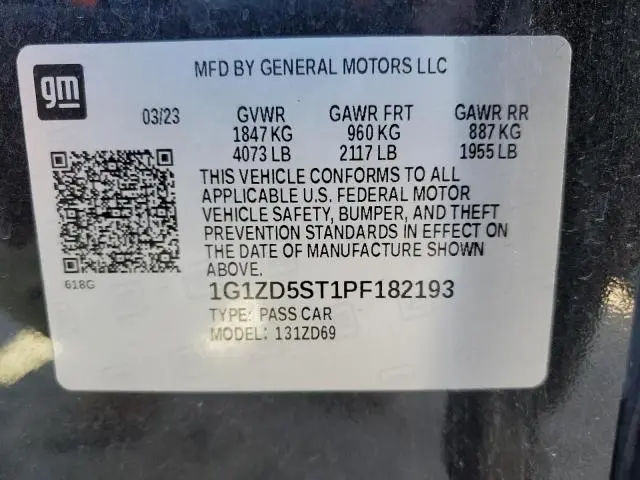 gm
MFD BY GENERAL MOTORS LLC
03/23 GVWR GAWR FRT GAWR RR
1847 KG 960 KG 887 KG
4073 LB 2117 LB 1955 LB
THIS VEHICLE CONFORMS TO ALL
APPLICABLE U.S. FEDERAL MOTOR
VEHICLE SAFETY, BUMPER, AND THEFT
PREVENTION STANDARDS IN EFFECT ON
THE DATE OF MANUFACTURE SHOWN
ABOVE.
618G
1G1ZD5ST1PF182193
TYPE: PASS CAR
MODEL: 131ZD69